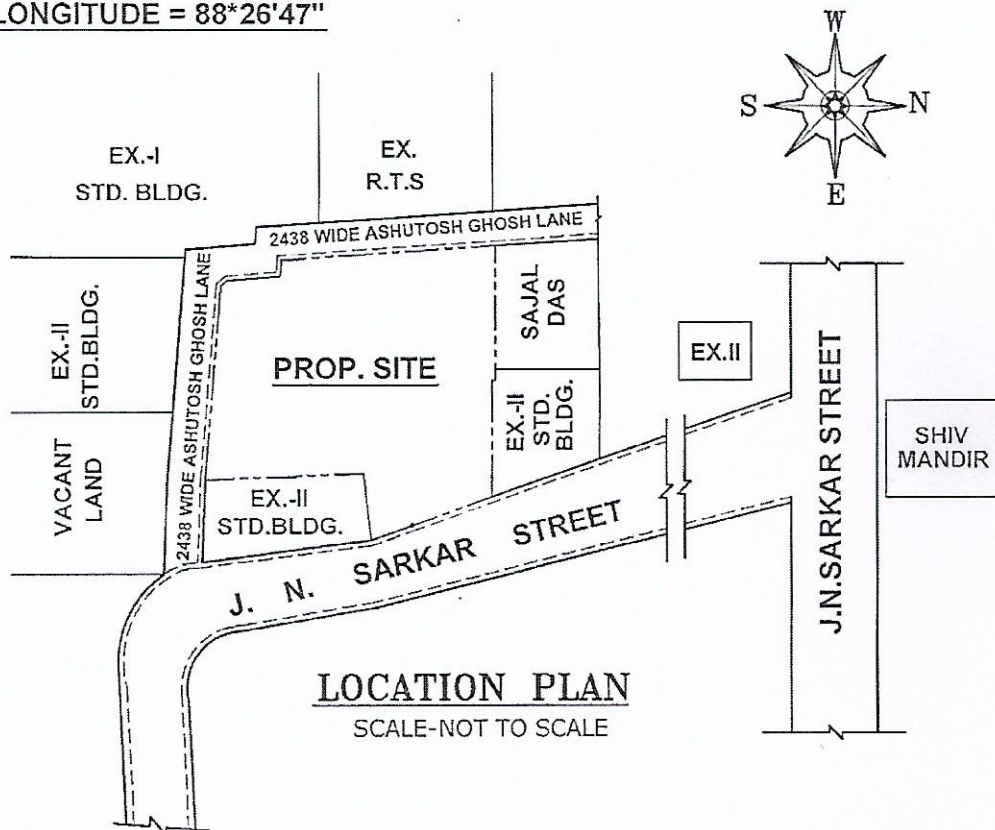 LONGITUDE = 88*26'47"
W
S
N
E
EX.-I
STD. BLDG.
EX.
R.T.S
2438 WIDE ASHUTOSH GHOSH LANE
2438 WIDE ASHUTOSH GHOSH LANE
EX.-II
STD.BLDG.
PROP. SITE
SAJAL
DAS
EX.II
EX.-II
STD.
BLDG.
VACANT
LAND
EX.-II
STD.BLDG.
J. N. SARKAR STREET
J.N.SARKAR STREET
SHIV
MANDIR
LOCATION PLAN
SCALE-NOT TO SCALE